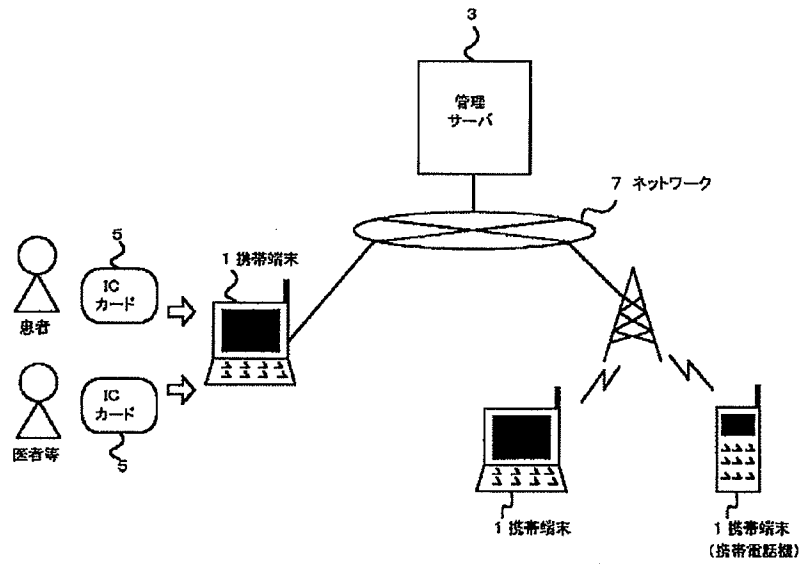 3
管理
サーバ
7 ネットワーク
5
IC
カード
患者
1 携帯端末
IC
カード
医者等
5
1 携帯端末
1 携帯端末
(携帯電話機)